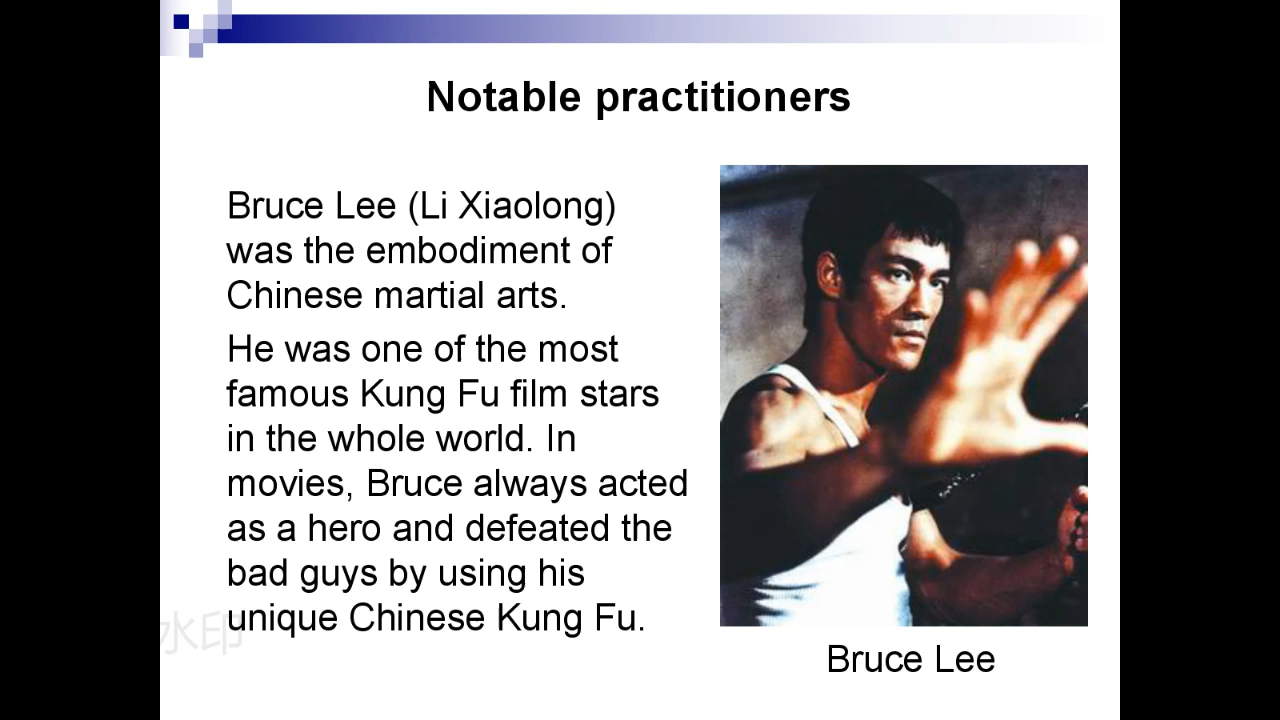 Notable practitioners
Bruce Lee (Li Xiaolong)
was the embodiment of
Chinese martial arts.
He was one of the most
famous Kung Fu film stars
in the whole world. In
movies, Bruce always acted
as a hero and defeated the
bad guys by using his
unique Chinese Kung Fu.
水印
Bruce Lee